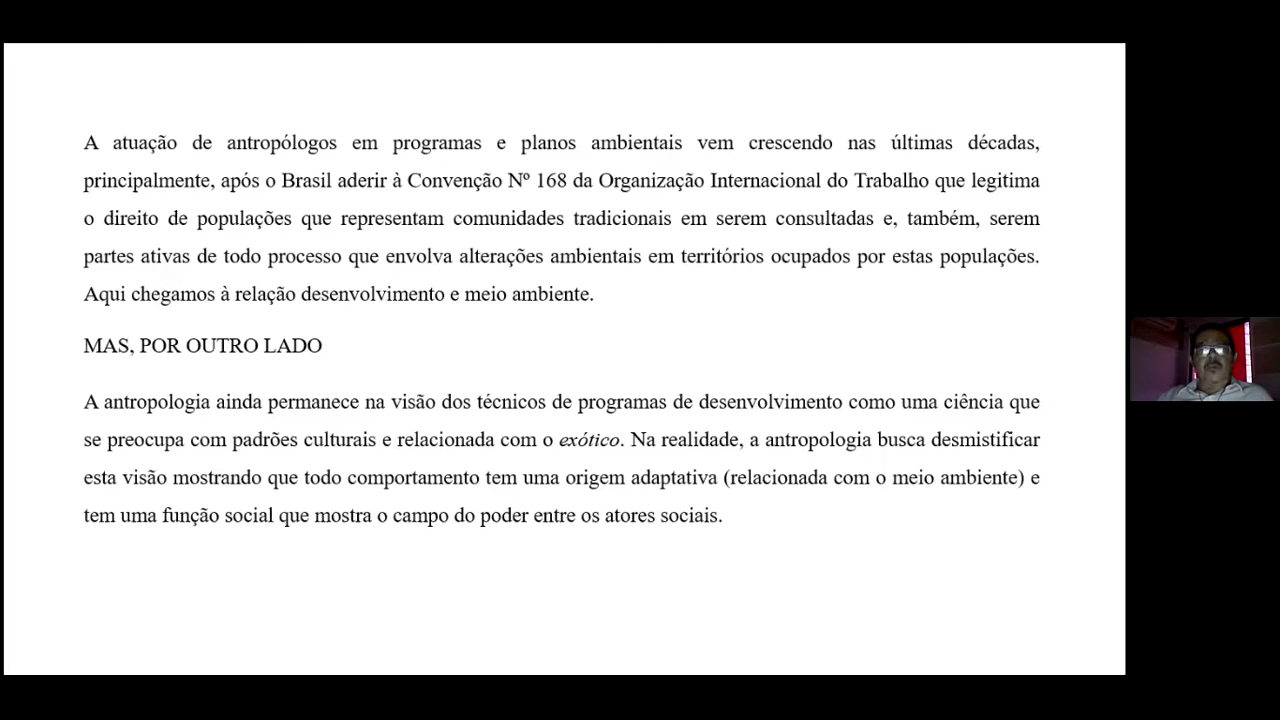 A atuação de antropólogos em programas e planos ambientais vem crescendo nas últimas décadas,
principalmente, após o Brasil aderir à Convenção Nº 168 da Organização Internacional do Trabalho que legitima
o direito de populações que representam comunidades tradicionais em serem consultadas e, também, serem
partes ativas de todo processo que envolva alterações ambientais em territórios ocupados por estas populações.
Aqui chegamos à relação desenvolvimento e meio ambiente.
MAS, POR OUTRO LADO
A antropologia ainda permanece na visão dos técnicos de programas de desenvolvimento como uma ciência que
se preocupa com padrões culturais e relacionada com o exótico. Na realidade, a antropologia busca desmistificar
esta visão mostrando que todo comportamento tem uma origem adaptativa (relacionada com o meio ambiente) e
tem uma função social que mostra o campo do poder entre os atores sociais.